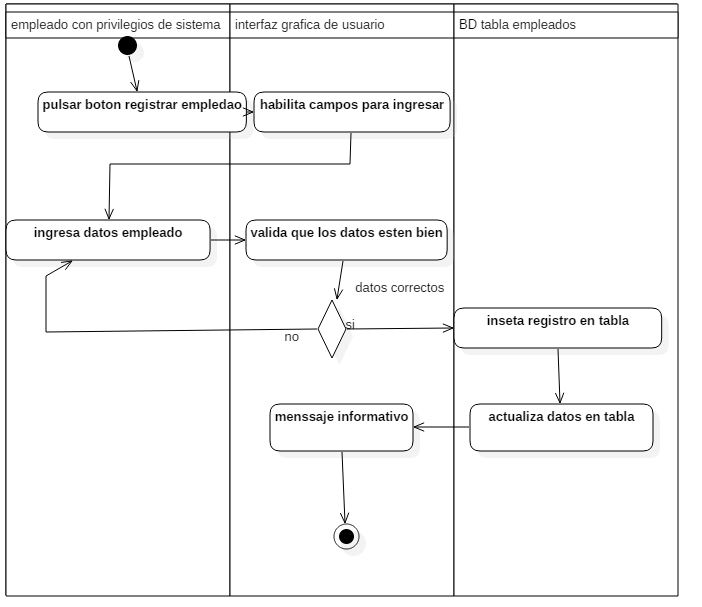 empleado con privilegios de sistema
interfaz grafica de usuario
BD tabla empleados
pulsar boton registrar empledao
habilita campos para ingresar
ingresa datos empleado
valida que los datos esten bien
datos correctos
si
no
inseta registro en tabla
menssaje informativo
actualiza datos en tabla